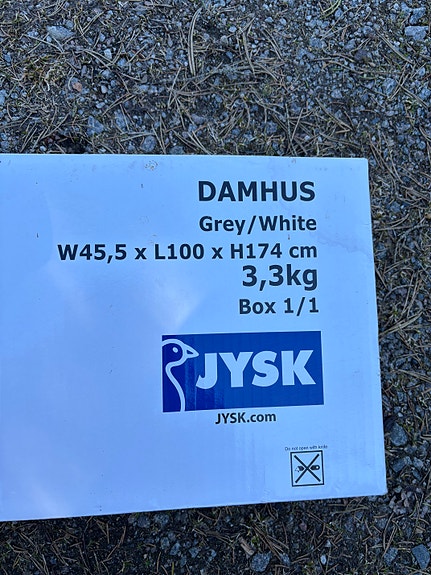 DAMHUS
Grey/White
W45,5 x L100 x H174 cm
3,3kg
Box 1/1
JYSK
JYSK.com
Do not open with knife